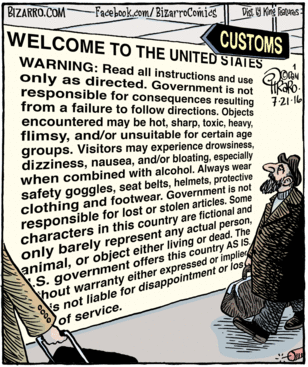 BIZARRO.COM
Facebook.com/BizarroComics
Dist. by King Features
CUSTOMS
WELCOME TO THE UNITED STATES
WARNING: Read all instructions and use
only as directed. Government is not
responsible for consequences resulting
from a failure to follow directions. Objects
encountered may be hot, sharp, toxic, heavy,
flimsy, and/or unsuitable for certain age
groups. Visitors may experience drowsiness,
dizziness, nausea, and/or bloating, especially
when combined with alcohol. Always wear
safety goggles, seat belts, helmets, protective
clothing and footwear. Government is not
responsible for lost or stolen articles. Some
characters in this country are fictional and
only barely represent any actual person,
animal, or object either living or dead. The
.S. government offers this country AS IS,
hout warranty either expressed or implied
is not liable for disappointment or los
of service.
PIRARO
7-21-16